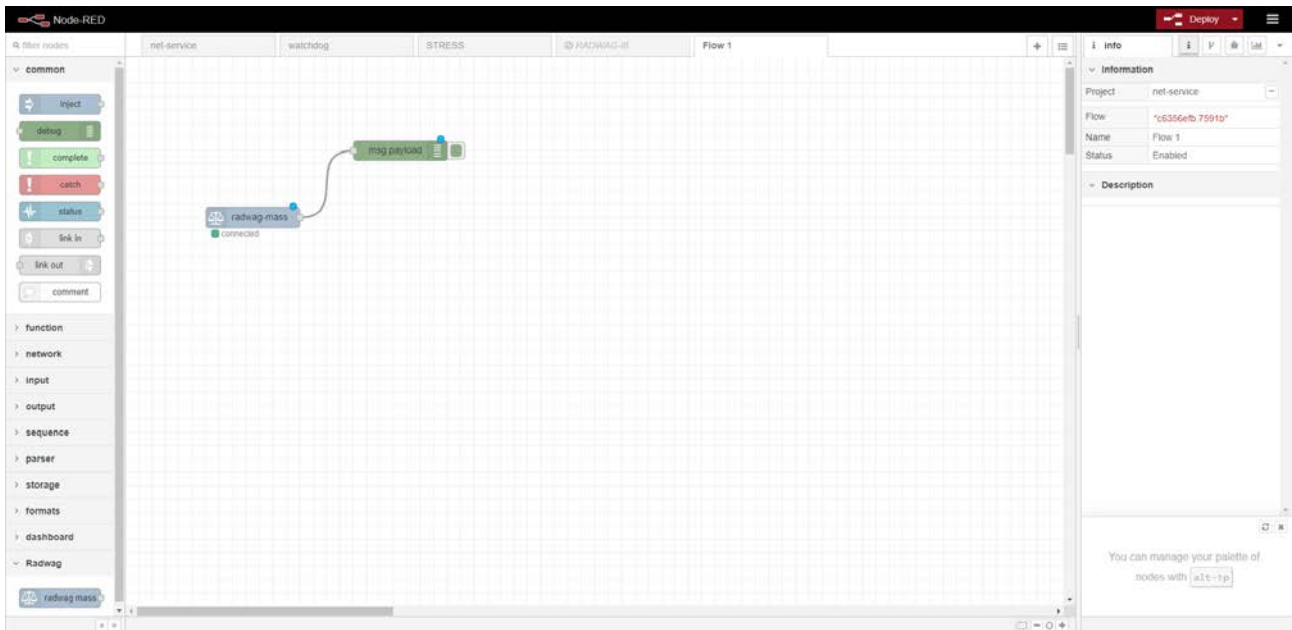 Node-RED
Deploy
filter nodes
net-service
watchdog
STRESS
Flow 1
i info
common
inject
debug
complete
catch
status
link in
link out
comment
function
network
input
output
sequence
parser
storage
formats
dashboard
Radwag
radwag mass
msg.payload
radwag-mass
connected
Information
Project net-service
Flow "c6356efb.7591b"
Name Flow 1
Status Enabled
Description
You can manage your palette of
nodes with